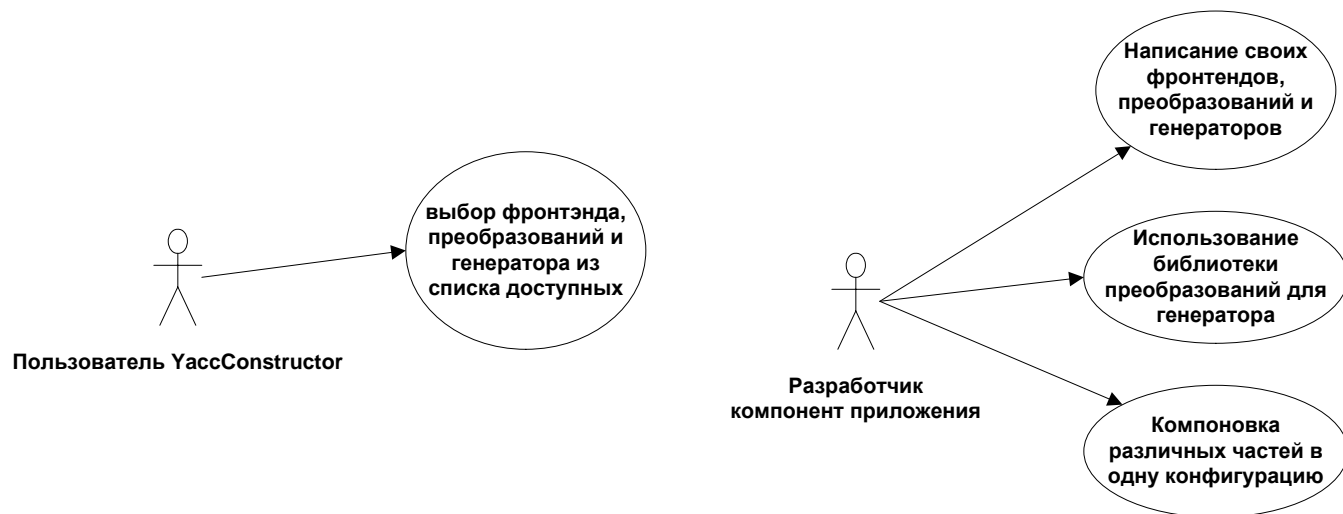 выбор фронтэнда,
преобразований и
генератора из
списка доступных
Пользователь YaccConstructor
Написание своих
фронтендов,
преобразований и
генераторов
Использование
библиотеки
преобразований для
генератора
Разработчик
компонент приложения
Компоновка
различных частей в
одну конфигурацию